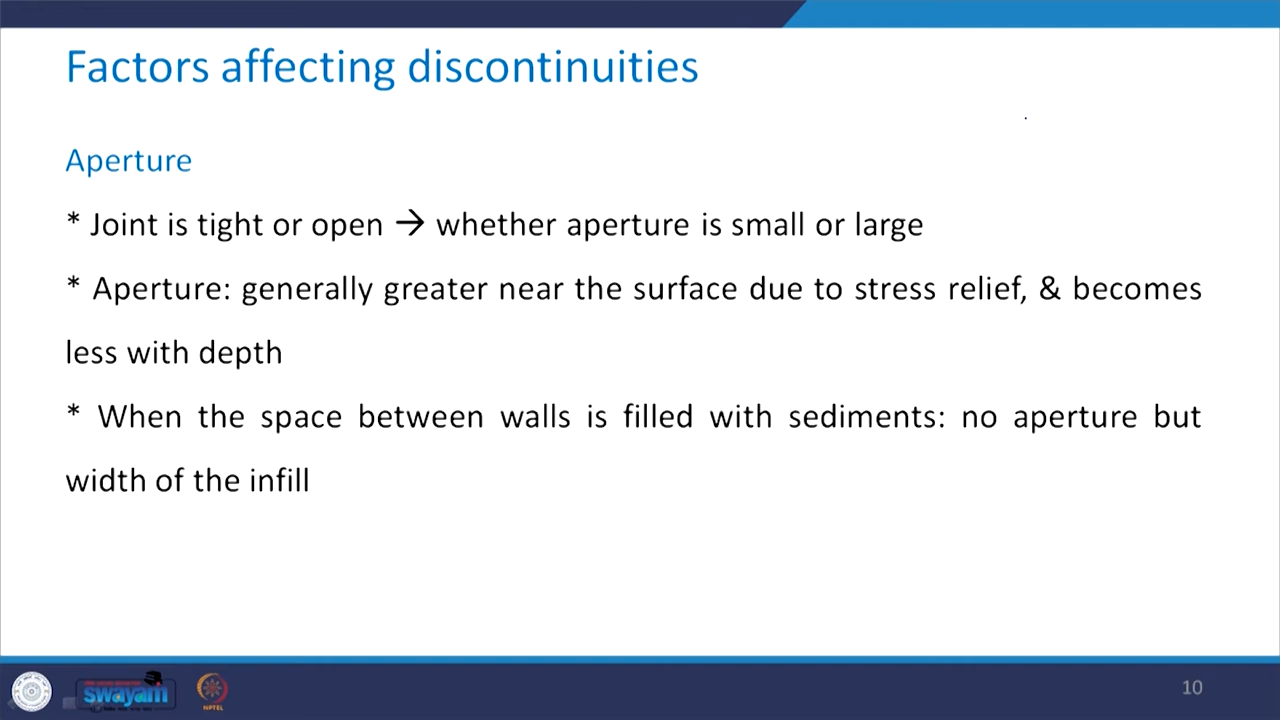 Factors affecting discontinuities
Aperture
* Joint is tight or open → whether aperture is small or large
* Aperture: generally greater near the surface due to stress relief, & becomes
less with depth
* When the space between walls is filled with sediments: no aperture but
width of the infill
swayam
NPTEL
10